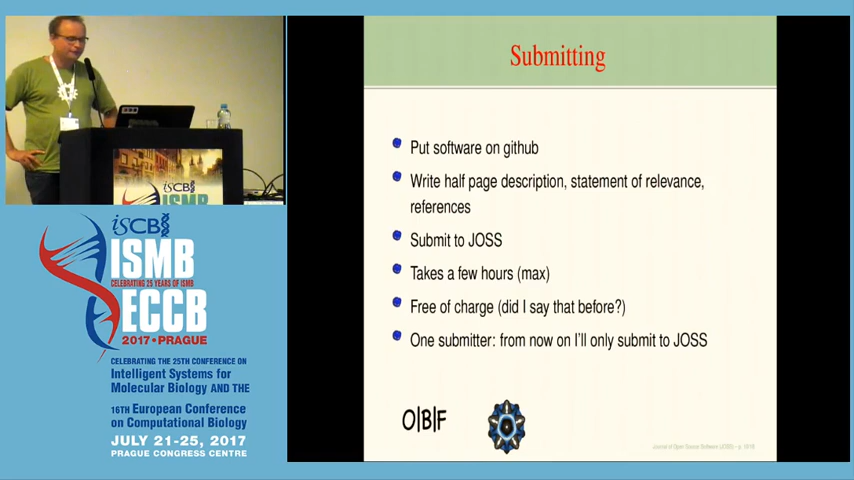 Submitting
Put software on github
Write half page description, statement of relevance,
references
Submit to JOSS
Takes a few hours (max)
Free of charge (did I say that before?)
One submitter: from now on I'll only submit to JOSS
O|B|F
iSCB
ISMB
iSCB
ISMB
CELEBRATING 25 YEARS OF ISMB
ECCB
2017 • PRAGUE
CELEBRATING THE 25TH CONFERENCE ON
Intelligent Systems for
Molecular Biology AND THE
16TH European Conference
on Computational Biology
JULY 21-25, 2017
PRAGUE CONGRESS CENTRE